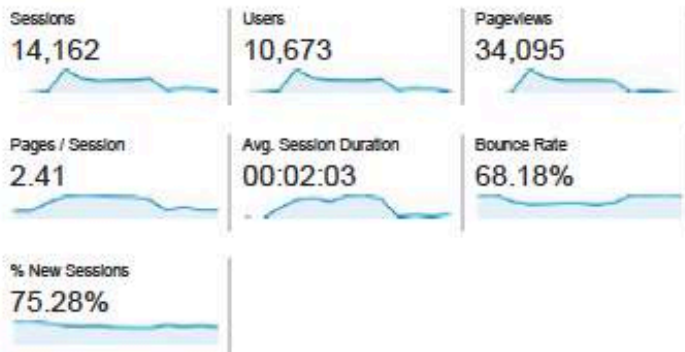 Sessions
14,162
Users
10,673
Pageviews
34,095
Pages / Session
2.41
Avg. Session Duration
00:02:03
Bounce Rate
68.18%
% New Sessions
75.28%